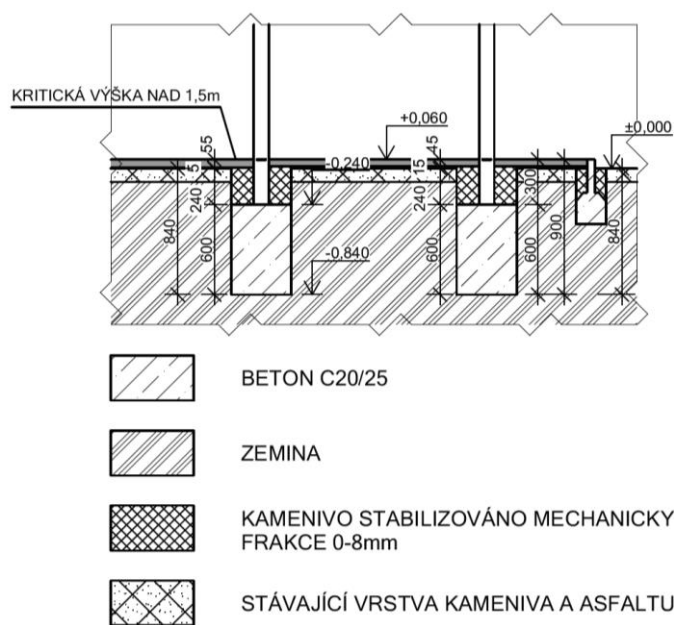 KRITICKÁ VÝŠKA NAD 1,5m
+0,060
±0,000
55
5
-0,240
15
45
300
240
240
840
600
600
600
900
840
-0,840
BETON C20/25
ZEMINA
KAMENIVO STABILIZOVÁNO MECHANICKY
FRAKCE 0-8mm
STÁVAJÍCÍ VRSTVA KAMENIVA A ASFALTU